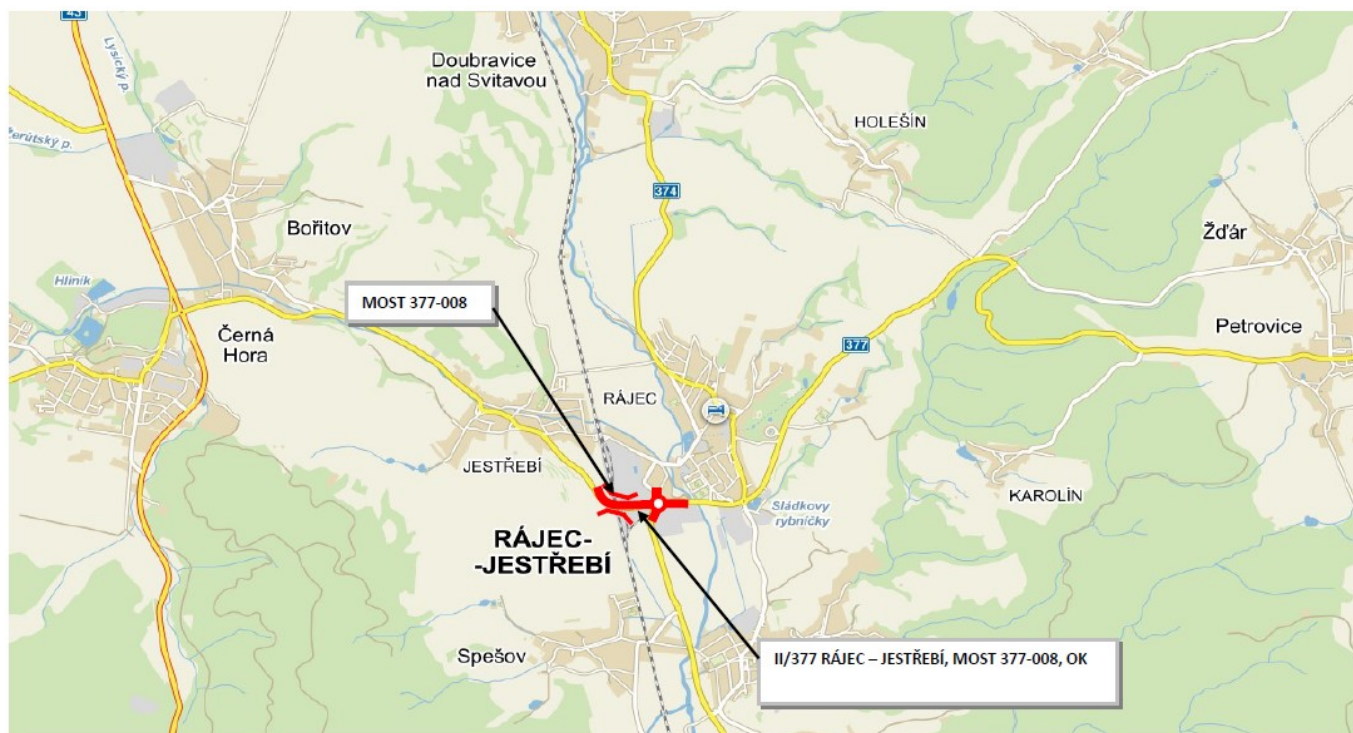 43
Lysický p.
Doubravice
nad Svitavou
HOLEŠÍN
374
Žďár
Bořitov
Hliník
MOST 377-008
Černá
Hora
Petrovice
377
RÁJEC
JESTŘEBÍ
KAROLÍN
Sládkovy
rybníčky
RÁJEC-
-JESTŘEBÍ
Spešov
II/377 RÁJEC – JESTŘEBÍ, MOST 377-008, OK